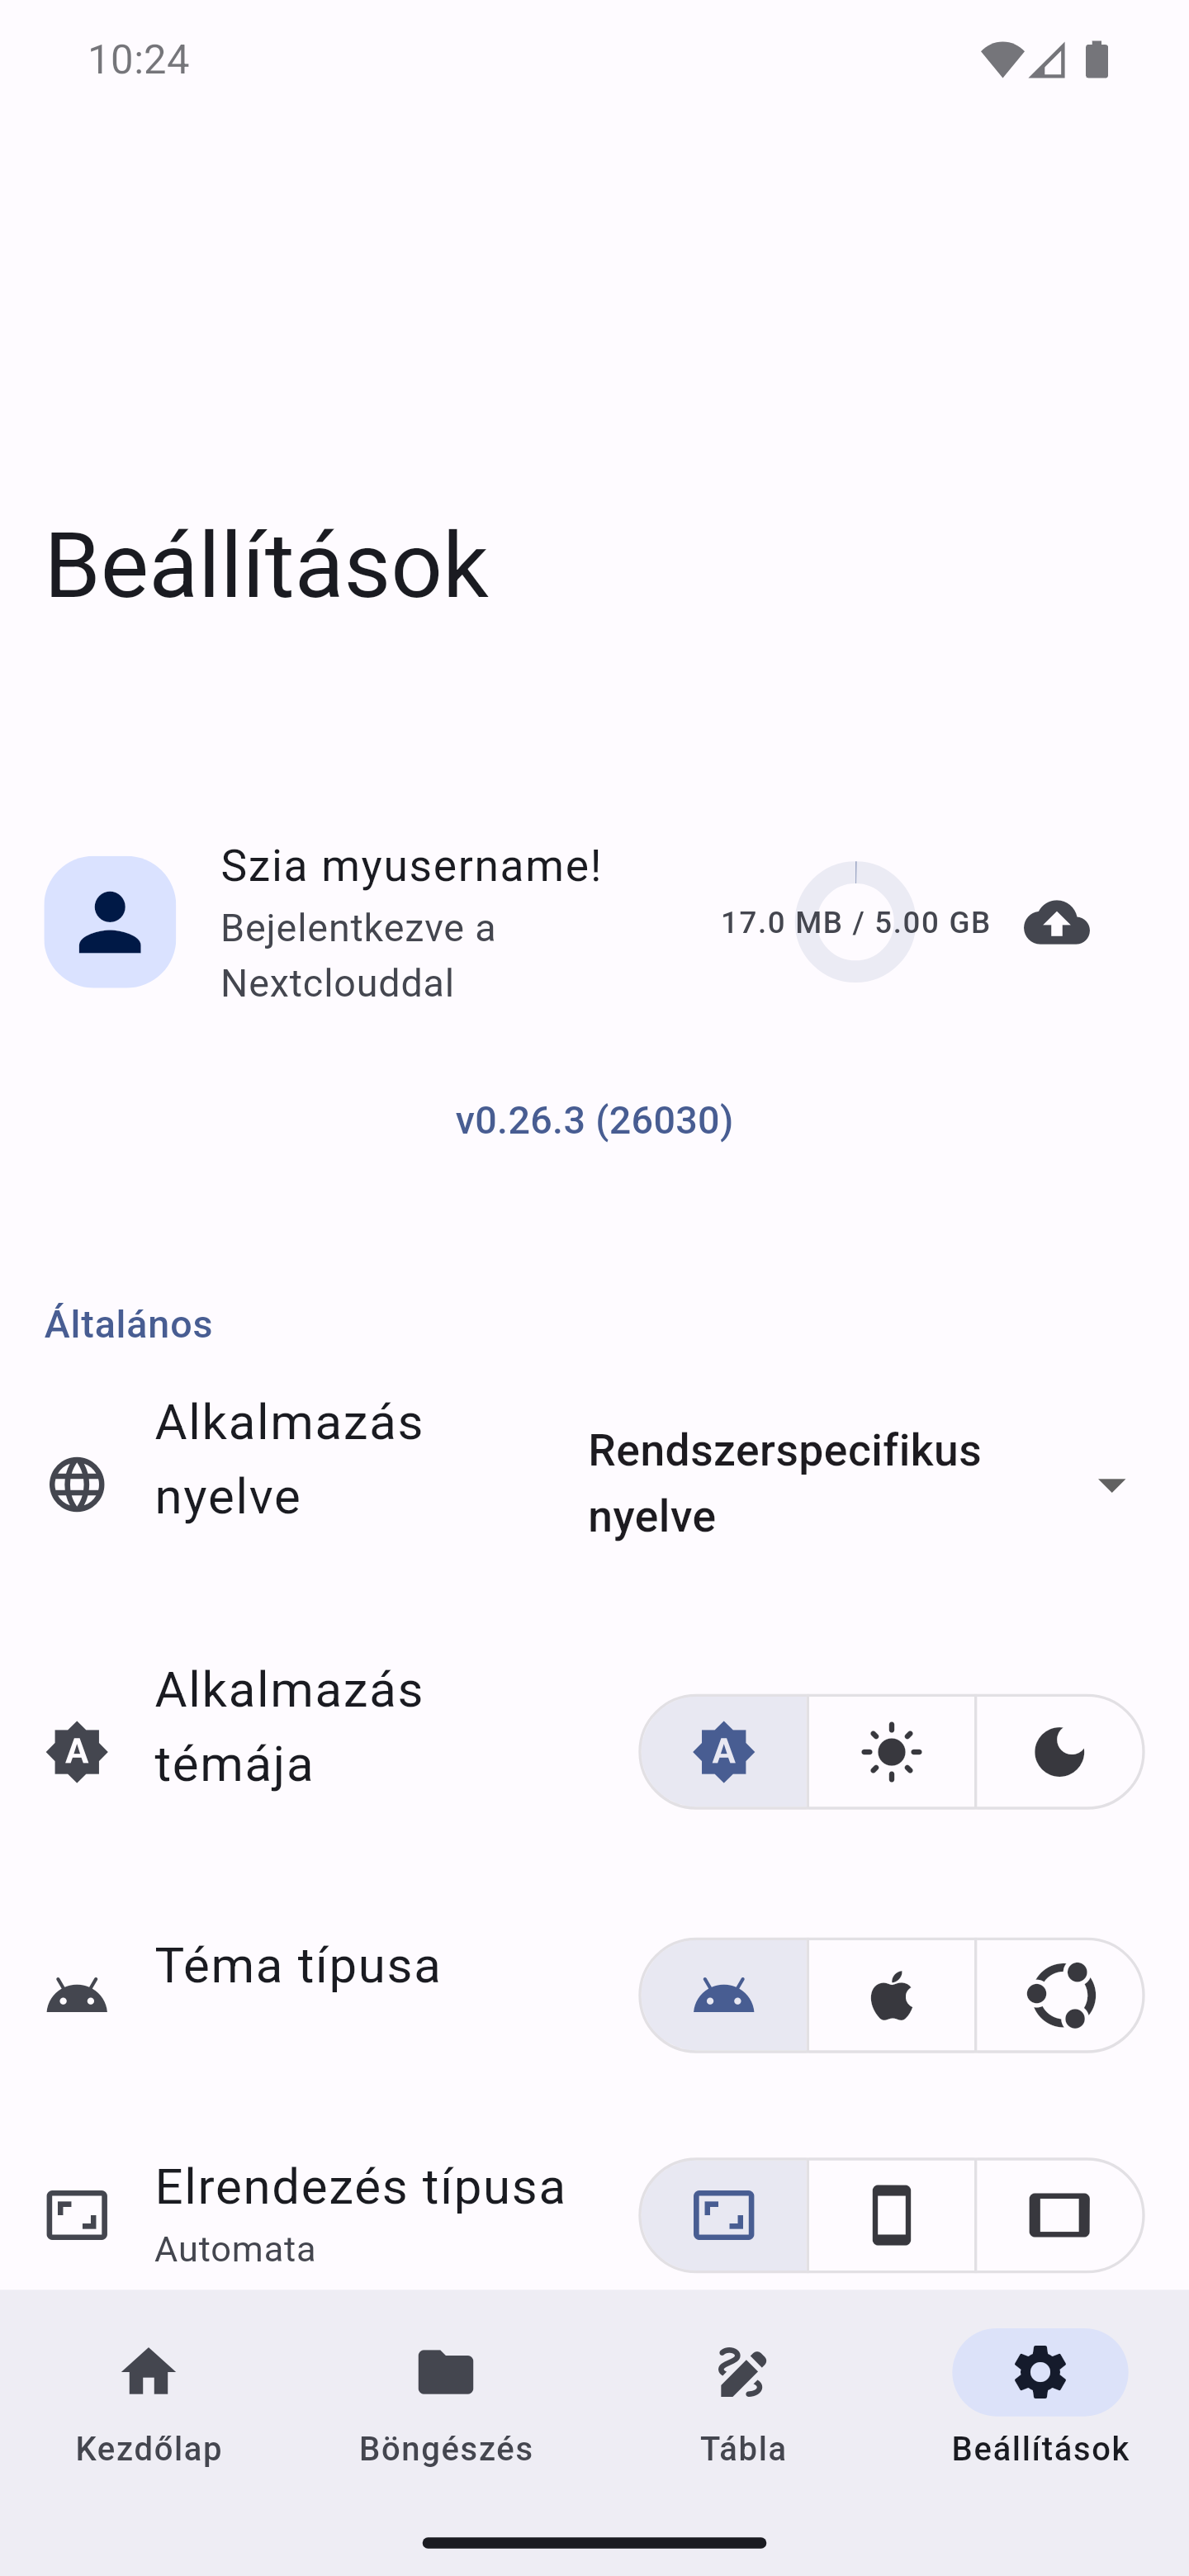 10:24
Beállítások
Szia myusername!
Bejelentkezve a
Nextclouddal
17.0 MB / 5.00 GB
v0.26.3 (26030)
Általános
Alkalmazás
nyelve
Rendszerspecifikus
nyelve
Alkalmazás
témája
A
A
Téma típusa
Elrendezés típusa
Automata
Kezdőlap
Böngészés
Tábla
Beállítások